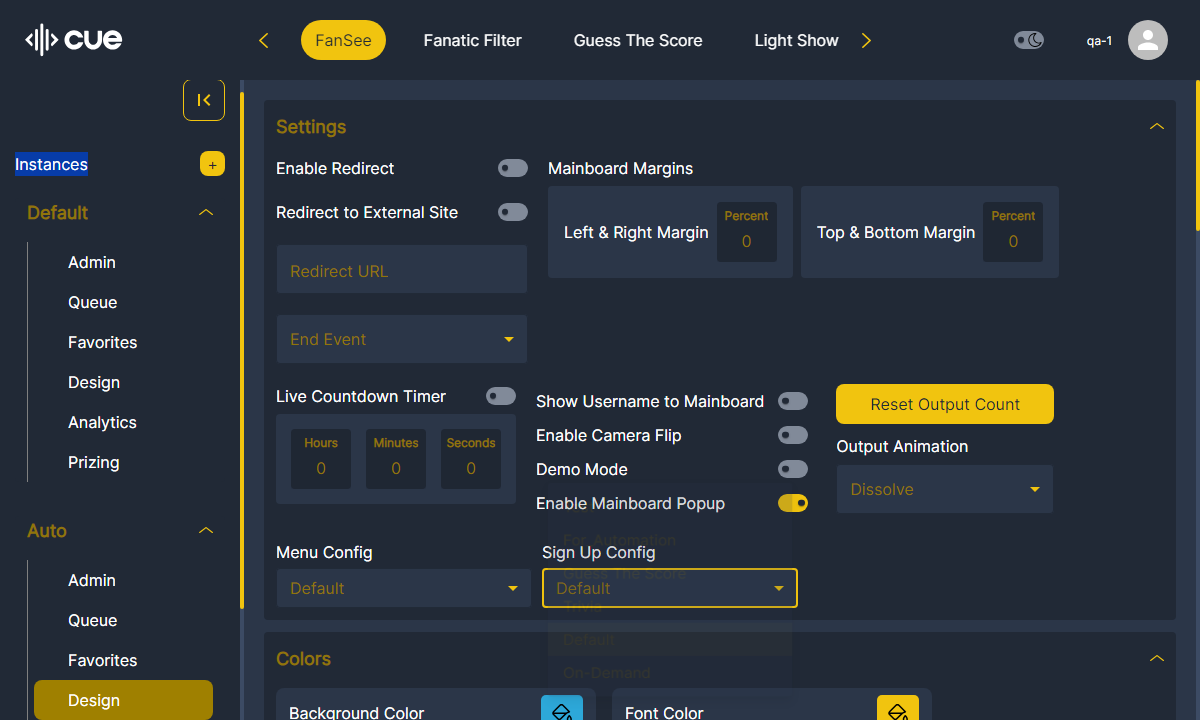 cue
FanSee
Fanatic Filter
Guess The Score
Light Show
qa-1
Instances
+
Default
Admin
Queue
Favorites
Design
Analytics
Prizing
Auto
Admin
Queue
Favorites
Design
Settings
Enable Redirect
Redirect to External Site
Redirect URL
End Event
Mainboard Margins
Left & Right Margin
Percent
0
Top & Bottom Margin
Percent
0
Live Countdown Timer
Hours
0
Minutes
0
Seconds
0
Show Username to Mainboard
Enable Camera Flip
Demo Mode
Enable Mainboard Popup
Reset Output Count
Output Animation
Dissolve
Menu Config
Default
Sign Up Config
Default
For Automation
Guess The Score
Default
On-Demand
Colors
Background Color
Font Color